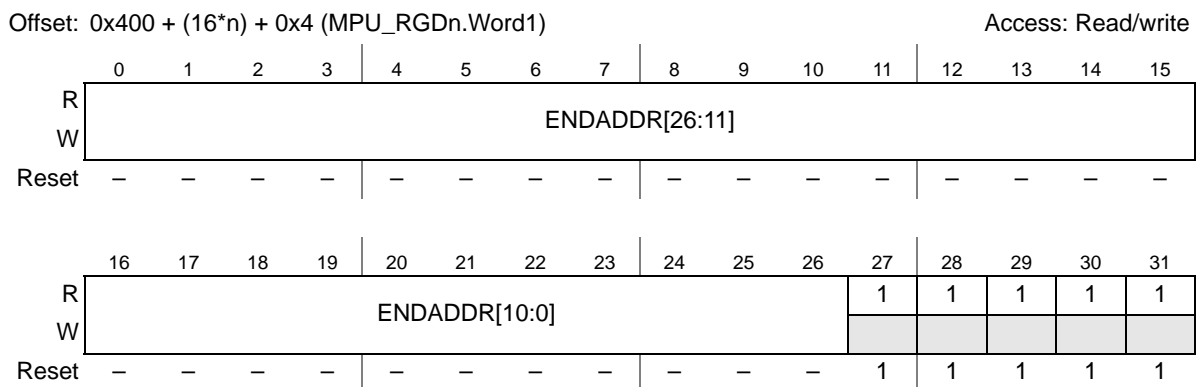 Offset: 0x400 + (16*n) + 0x4 (MPU_RGDn.Word1) Access: Read/write
0 1 2 3 4 5 6 7 8 9 10 11 12 13 14 15
R
ENDADDR[26:11]
W
Reset – – – – – – – – – – – – – – – –
16 17 18 19 20 21 22 23 24 25 26 27 28 29 30 31
R 1 1 1 1 1
ENDADDR[10:0]
W
Reset – – – – – – – – – – – 1 1 1 1 1